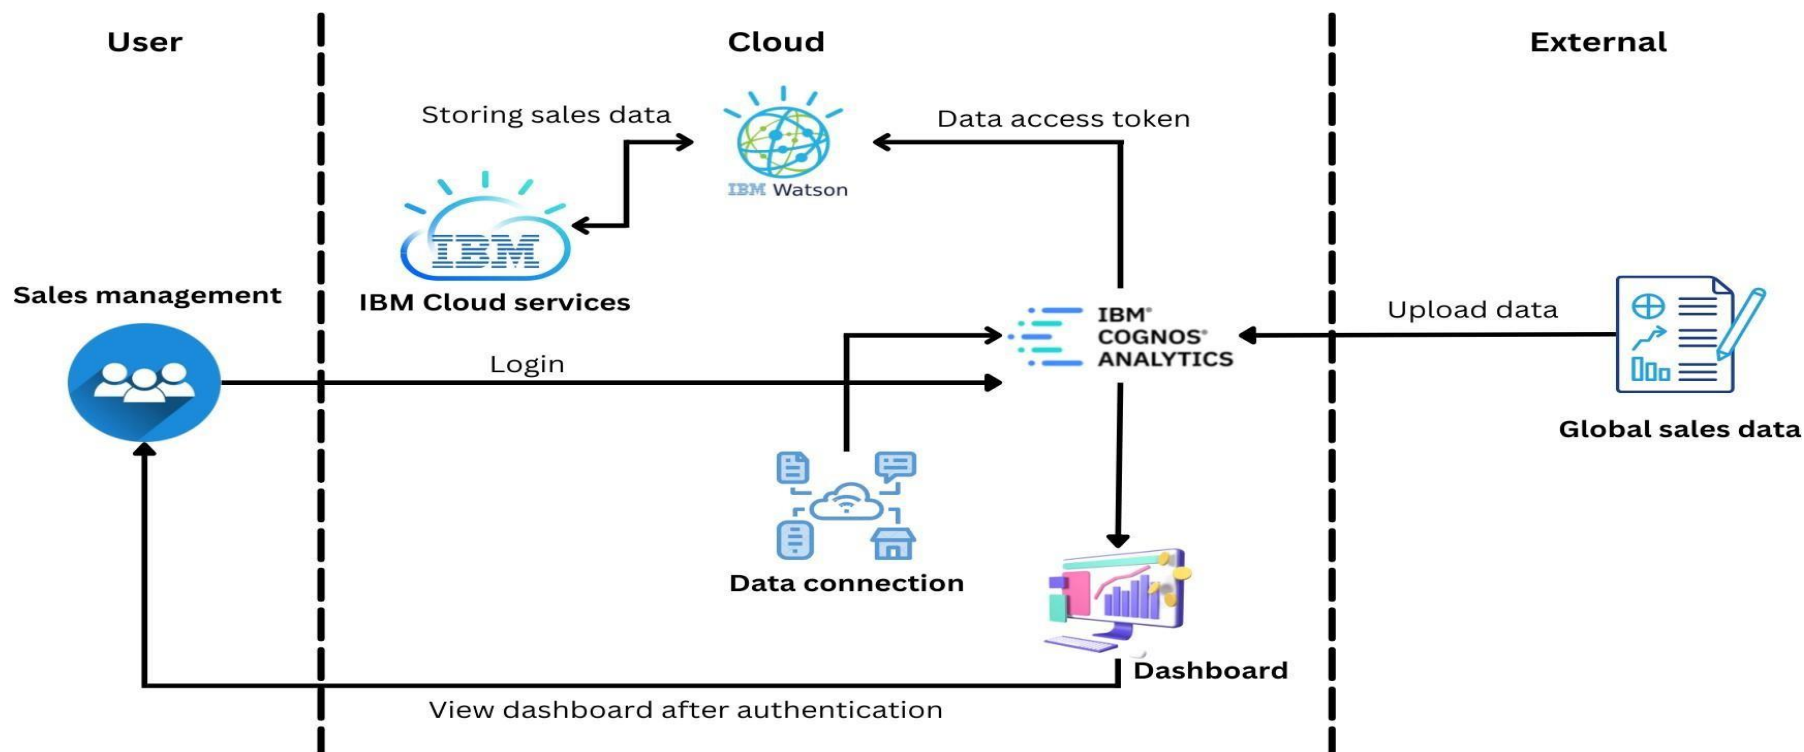 User
Cloud
External
Storing sales data
Data access token
IBM Watson
IBM
Sales management
IBM Cloud services
IBM®
COGNOS®
ANALYTICS
Upload data
Login
Global sales data
Data connection
Dashboard
View dashboard after authentication